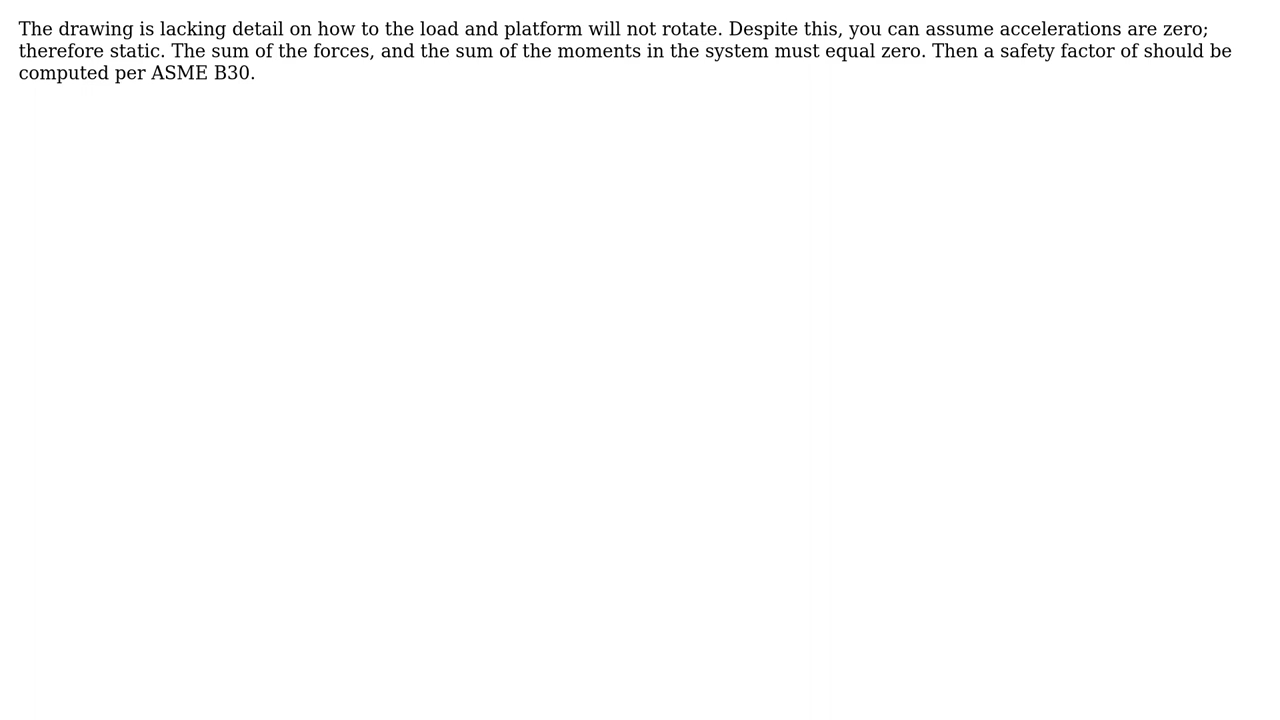 The drawing is lacking detail on how to the load and platform will not rotate. Despite this, you can assume accelerations are zero;
therefore static. The sum of the forces, and the sum of the moments in the system must equal zero. Then a safety factor of should be
computed per ASME B30.